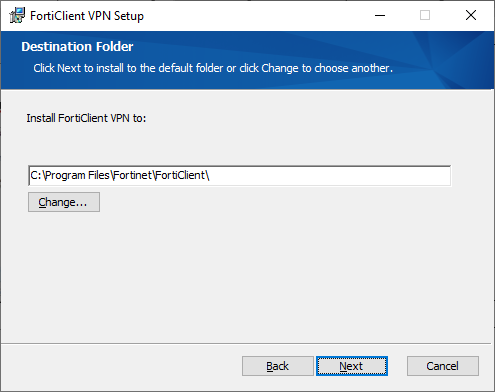 FortiClient VPN Setup
Destination Folder
Click Next to install to the default folder or click Change to choose another.
Install FortiClient VPN to:
C:\Program Files\Fortinet\FortiClient\
Change...
Back Next Cancel